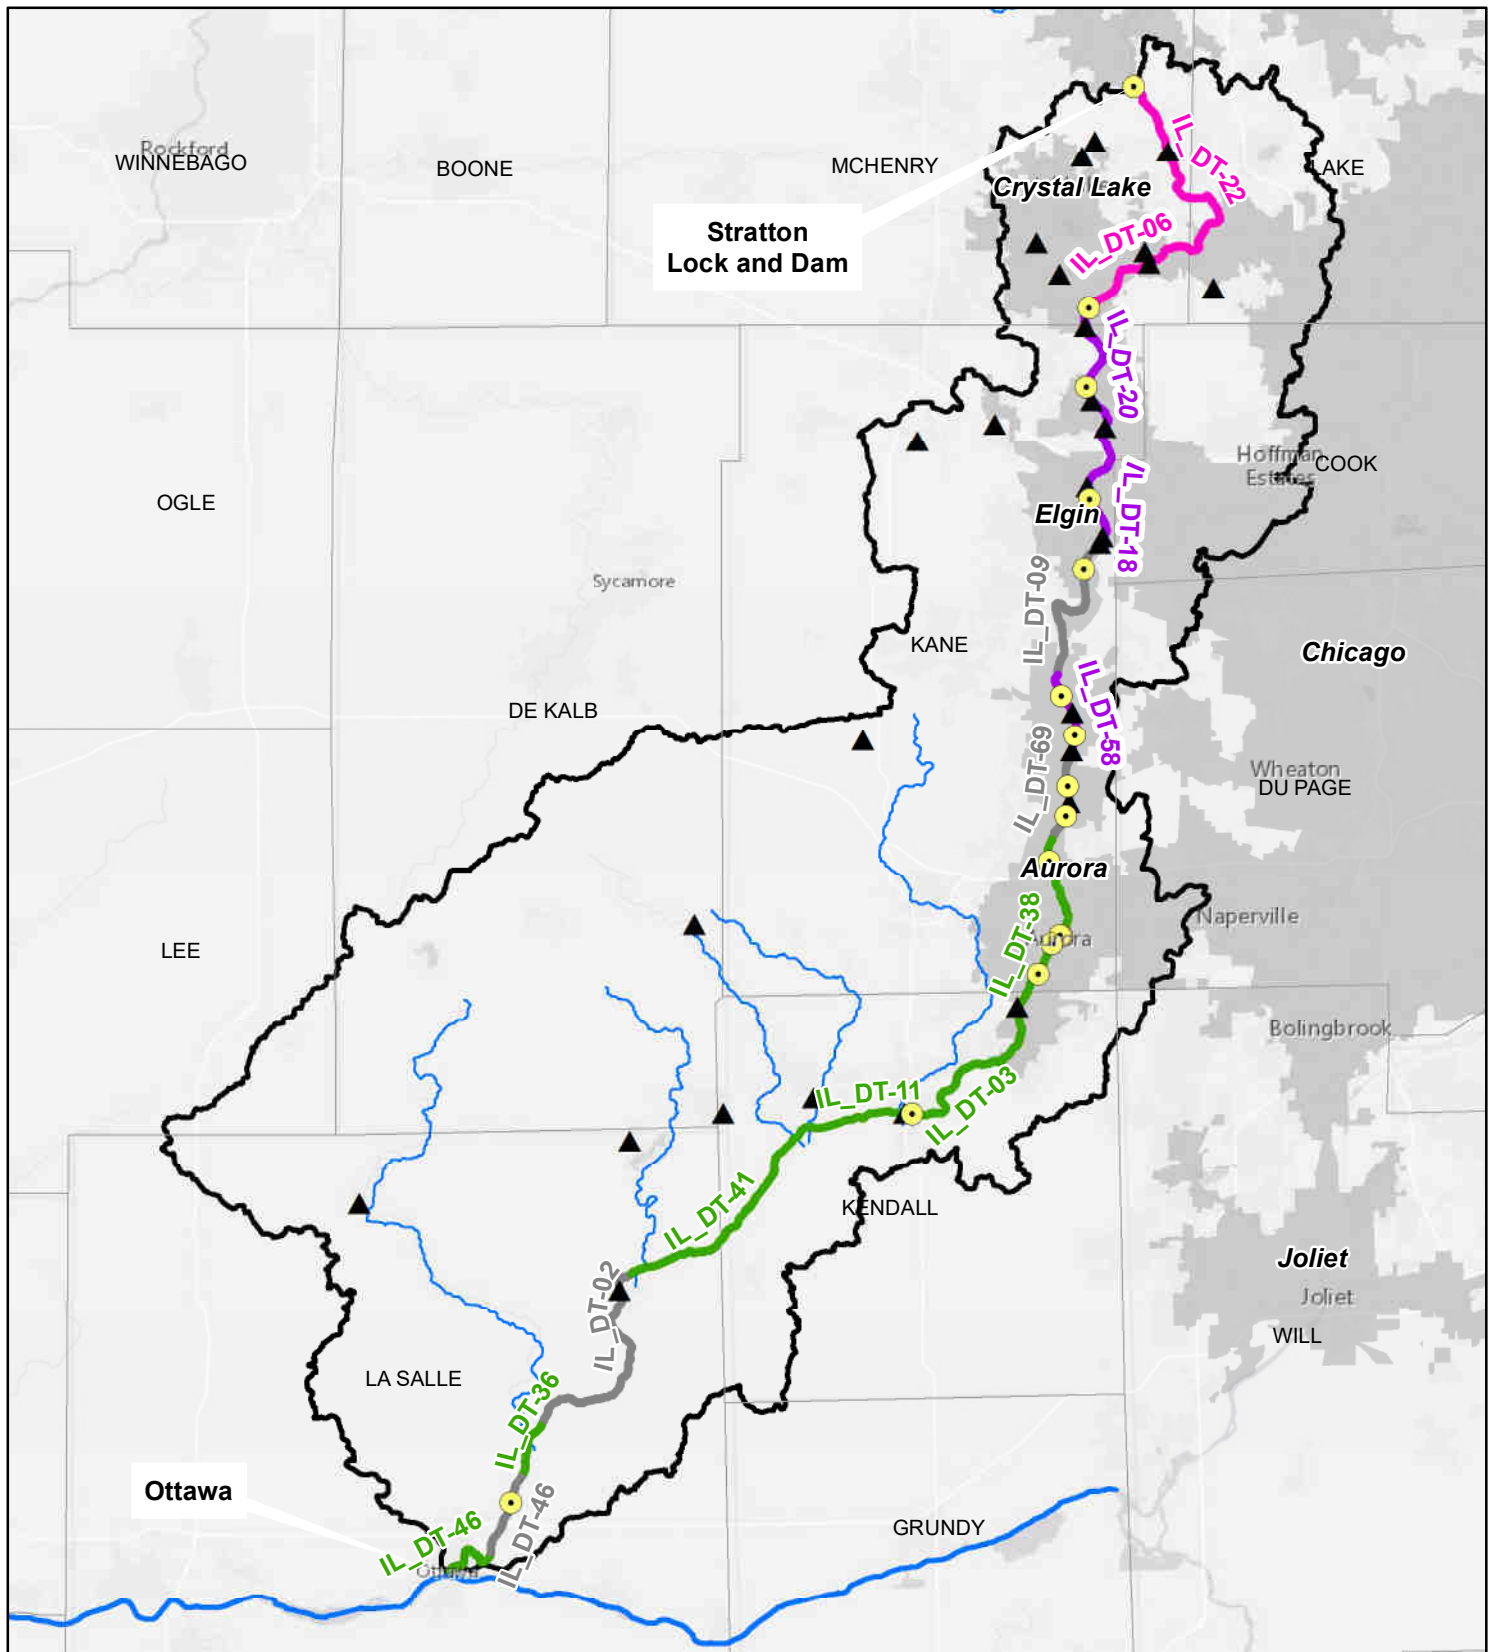 Rockford
WINNEBAGO
BOONE
MCHENRY
LAKE
IL_DT-22
Crystal Lake
Stratton
Lock and Dam
IL_DT-06
IL_DT-20
Hoffman
Estates
COOK
OGLE
Elgin
IL_DT-18
Sycamore
IL_DT-09
KANE
Chicago
DE KALB
IL_DT-58
IL_DT-69
Wheaton
DU PAGE
Aurora
IL_DT-38
Naperville
Aurora
LEE
Bolingbrook
IL_DT-11
IL_DT-03
IL_DT-41
KENDALL
Joliet
Joliet
WILL
IL_DT-02
LA SALLE
IL_DT-36
Ottawa
IL_DT-46
IL_DT-46
GRUNDY
Ottawa